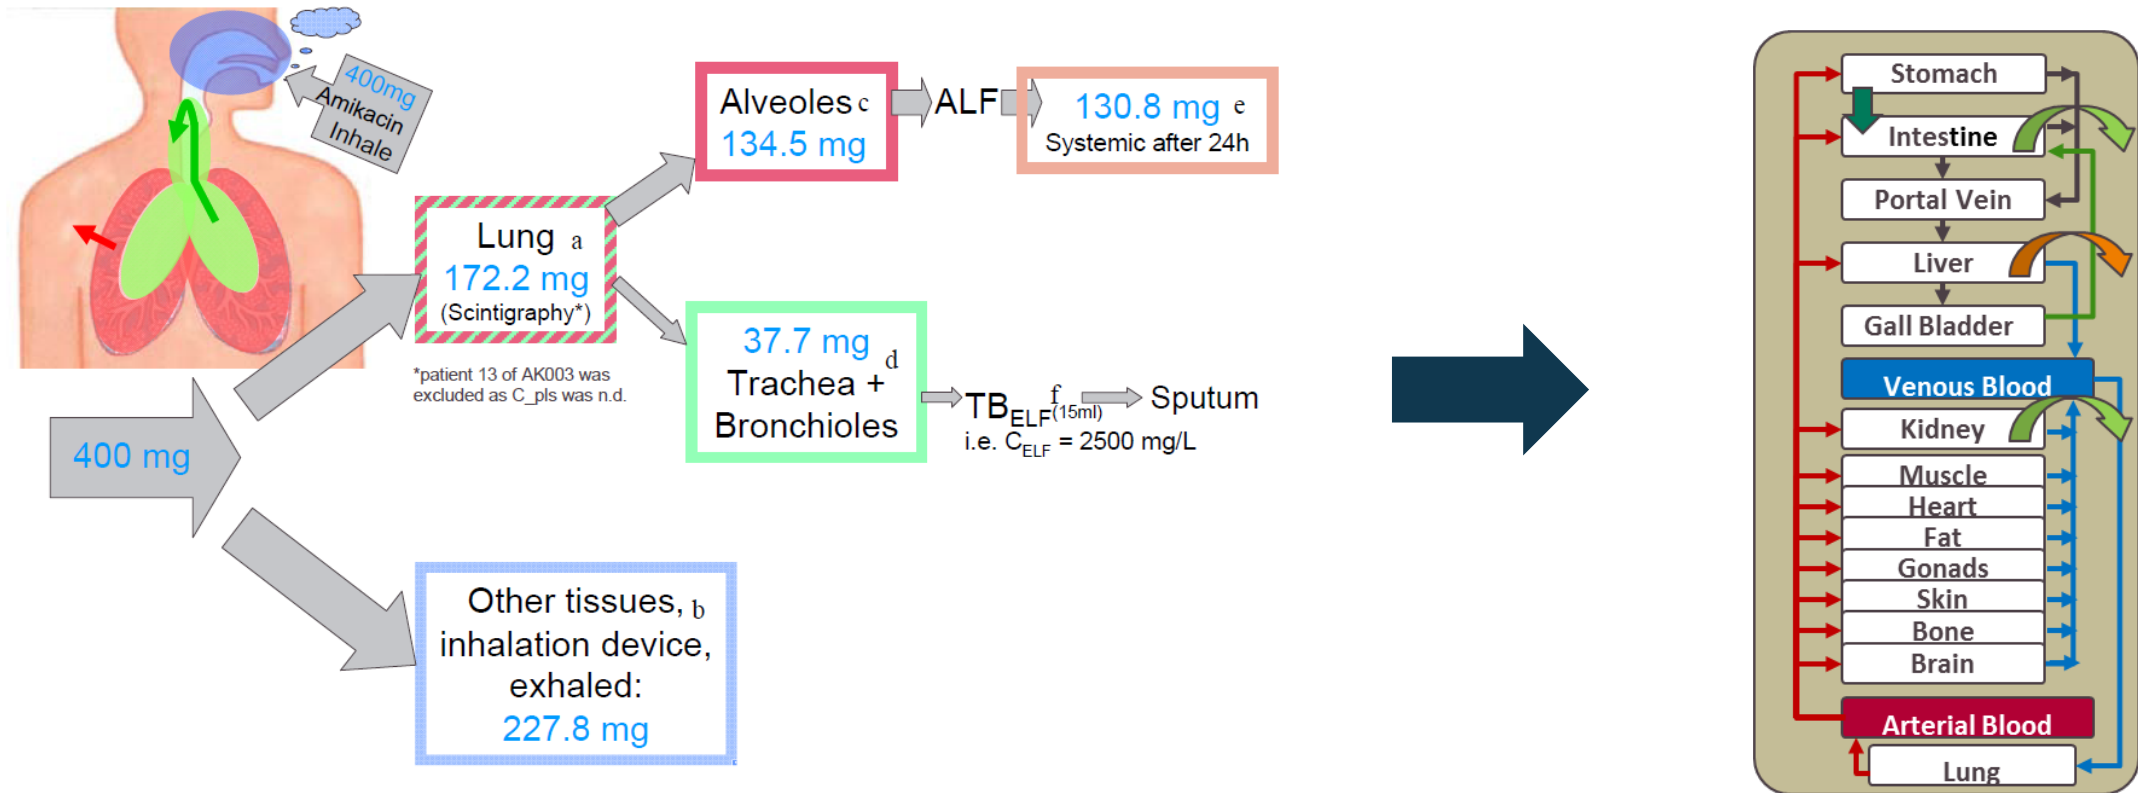 400mg
Amikacin
Inhale
400 mg
Lung a
172.2 mg
(Scintigraphy*)
*patient 13 of AK003 was
excluded as C_pls was n.d.
Alveoles c
134.5 mg
ALF
130.8 mg e
Systemic after 24h
37.7 mg
d
Trachea +
Bronchioles
TB_ELF f (15ml)
i.e. C_ELF = 2500 mg/L
Sputum
Other tissues, b
inhalation device,
exhaled:
227.8 mg
Stomach
Intestine
Portal Vein
Liver
Gall Bladder
Venous Blood
Kidney
Muscle
Heart
Fat
Gonads
Skin
Bone
Brain
Arterial Blood
Lung